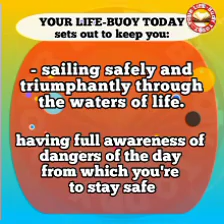 YOUR LIFE-BUOY TODAY
sets out to keep you:
- sailing safely and
triumphantly through
the waters of life.
having full awareness of
dangers of the day
from which you're
to stay safe